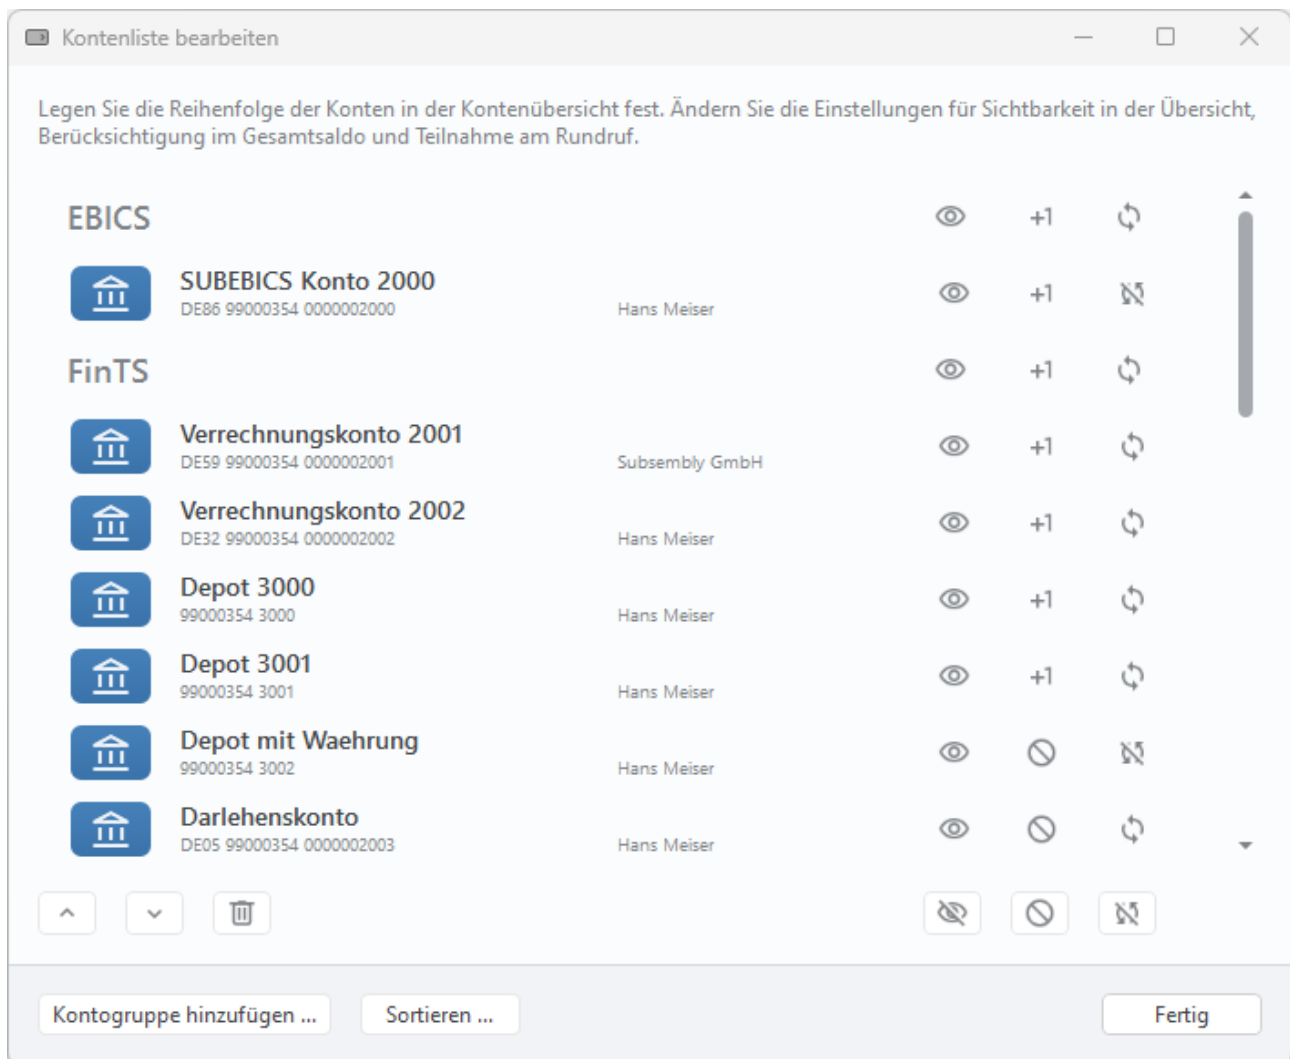 Kontenliste bearbeiten
Legen Sie die Reihenfolge der Konten in der Kontenübersicht fest. Ändern Sie die Einstellungen für Sichtbarkeit in der Übersicht,
Berücksichtigung im Gesamtsaldo und Teilnahme am Rundruf.
EBICS +1
SUBEBICS Konto 2000
DE86 99000354 0000002000 Hans Meiser +1
FinTS +1
Verrechnungskonto 2001
DE59 99000354 0000002001 Subsembly GmbH +1
Verrechnungskonto 2002
DE32 99000354 0000002002 Hans Meiser +1
Depot 3000
99000354 3000 Hans Meiser +1
Depot 3001
99000354 3001 Hans Meiser +1
Depot mit Waehrung
99000354 3002 Hans Meiser
Darlehenskonto
DE05 99000354 0000002003 Hans Meiser
Kontogruppe hinzufügen ... Sortieren ... Fertig